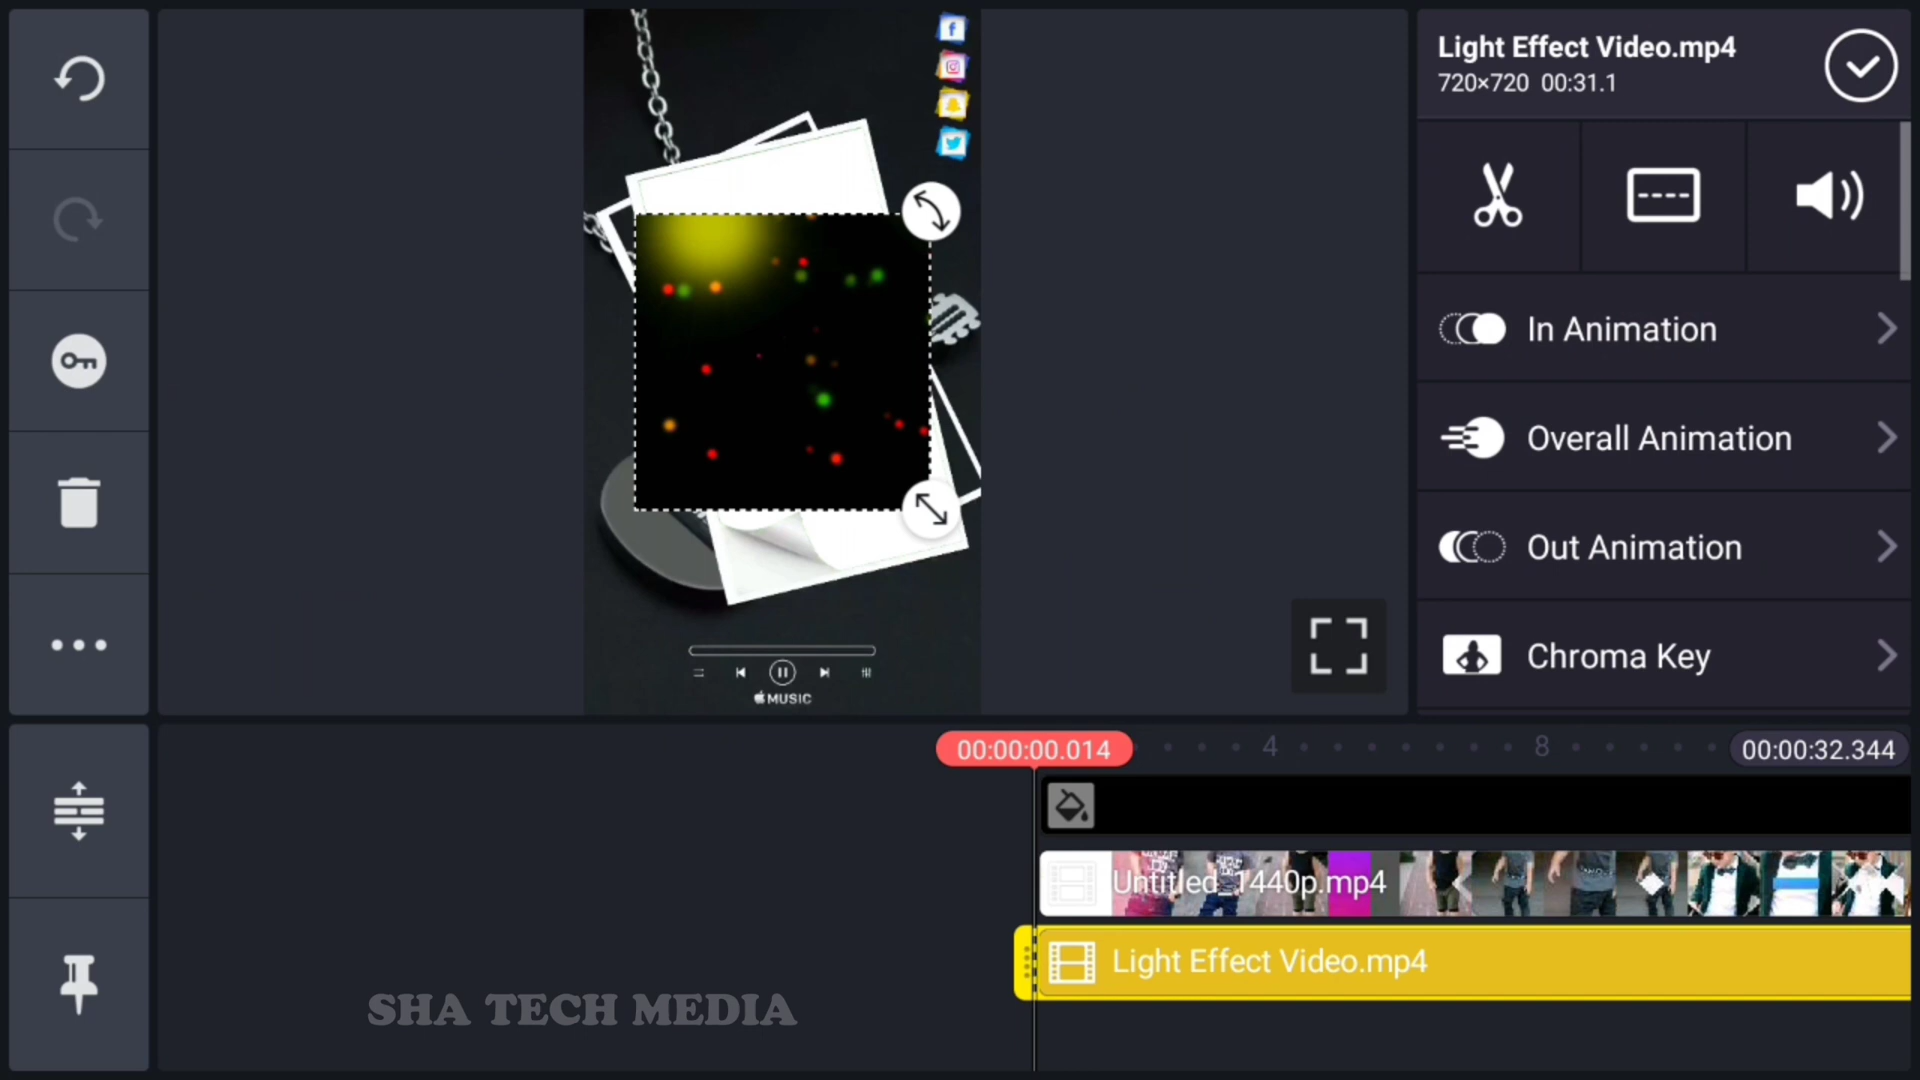 Light Effect Video.mp4
720×720 00:31.1
In Animation
Overall Animation
Out Animation
Chroma Key
MUSIC
00:00:00.014
4
8
00:00:32.344
Untitled_1440p.mp4
Light Effect Video.mp4
SHA TECH MEDIA